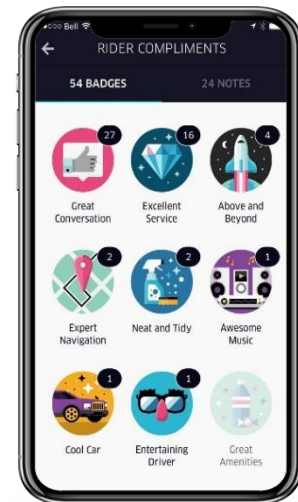 Bell
RIDER COMPLIMENTS
54 BADGES
24 NOTES
27
16
4
Great
Conversation
Excellent
Service
Above and
Beyond
2
2
1
Expert
Navigation
Neat and Tidy
Awesome
Music
1
1
Cool Car
Entertaining
Driver
Great
Amenities